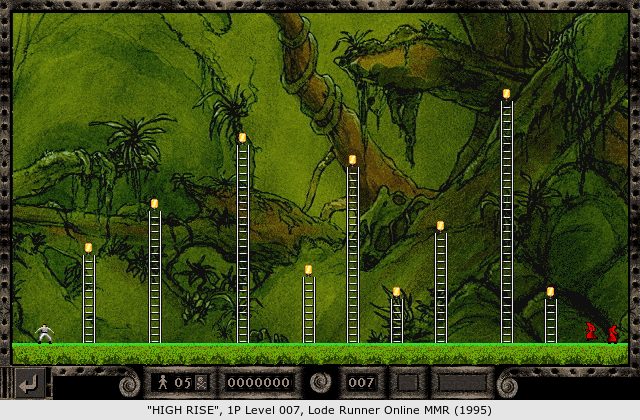 05 0000000 007
"HIGH RISE", 1P Level 007, Lode Runner Online MMR (1995)